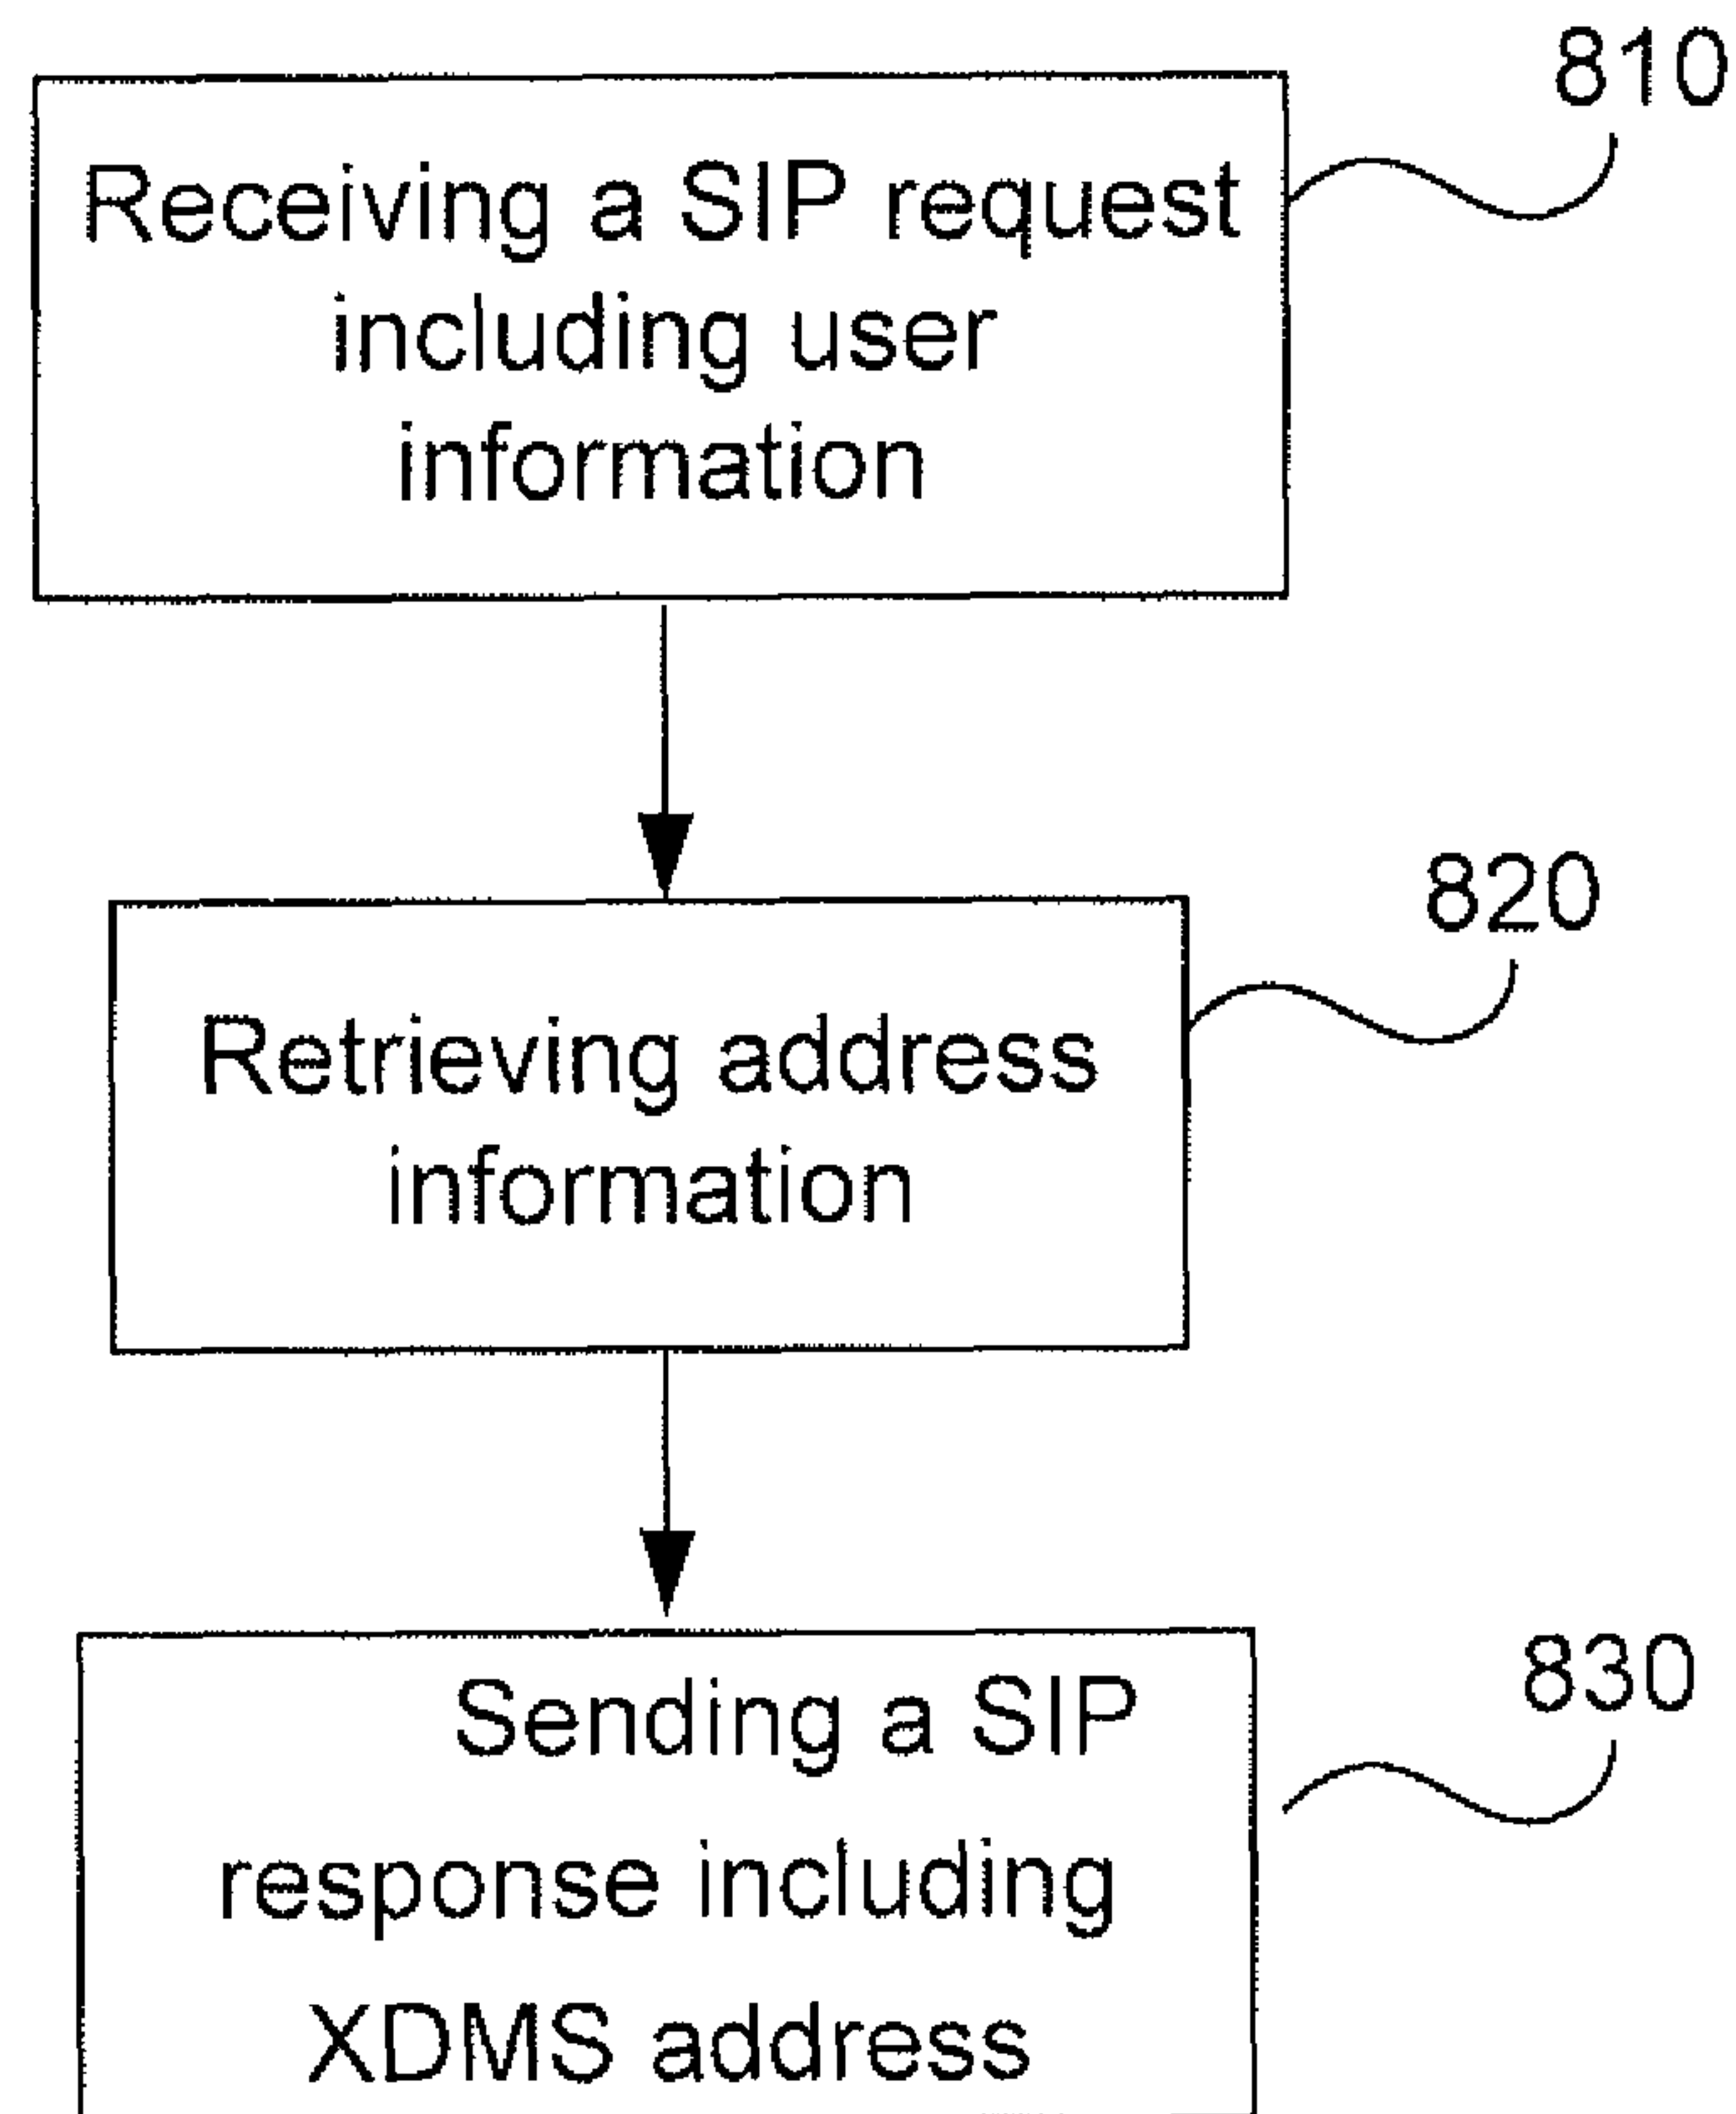 810
Receiving a SIP request
including user
information
820
Retrieving address
information
830
Sending a SIP
response including
XDMS address